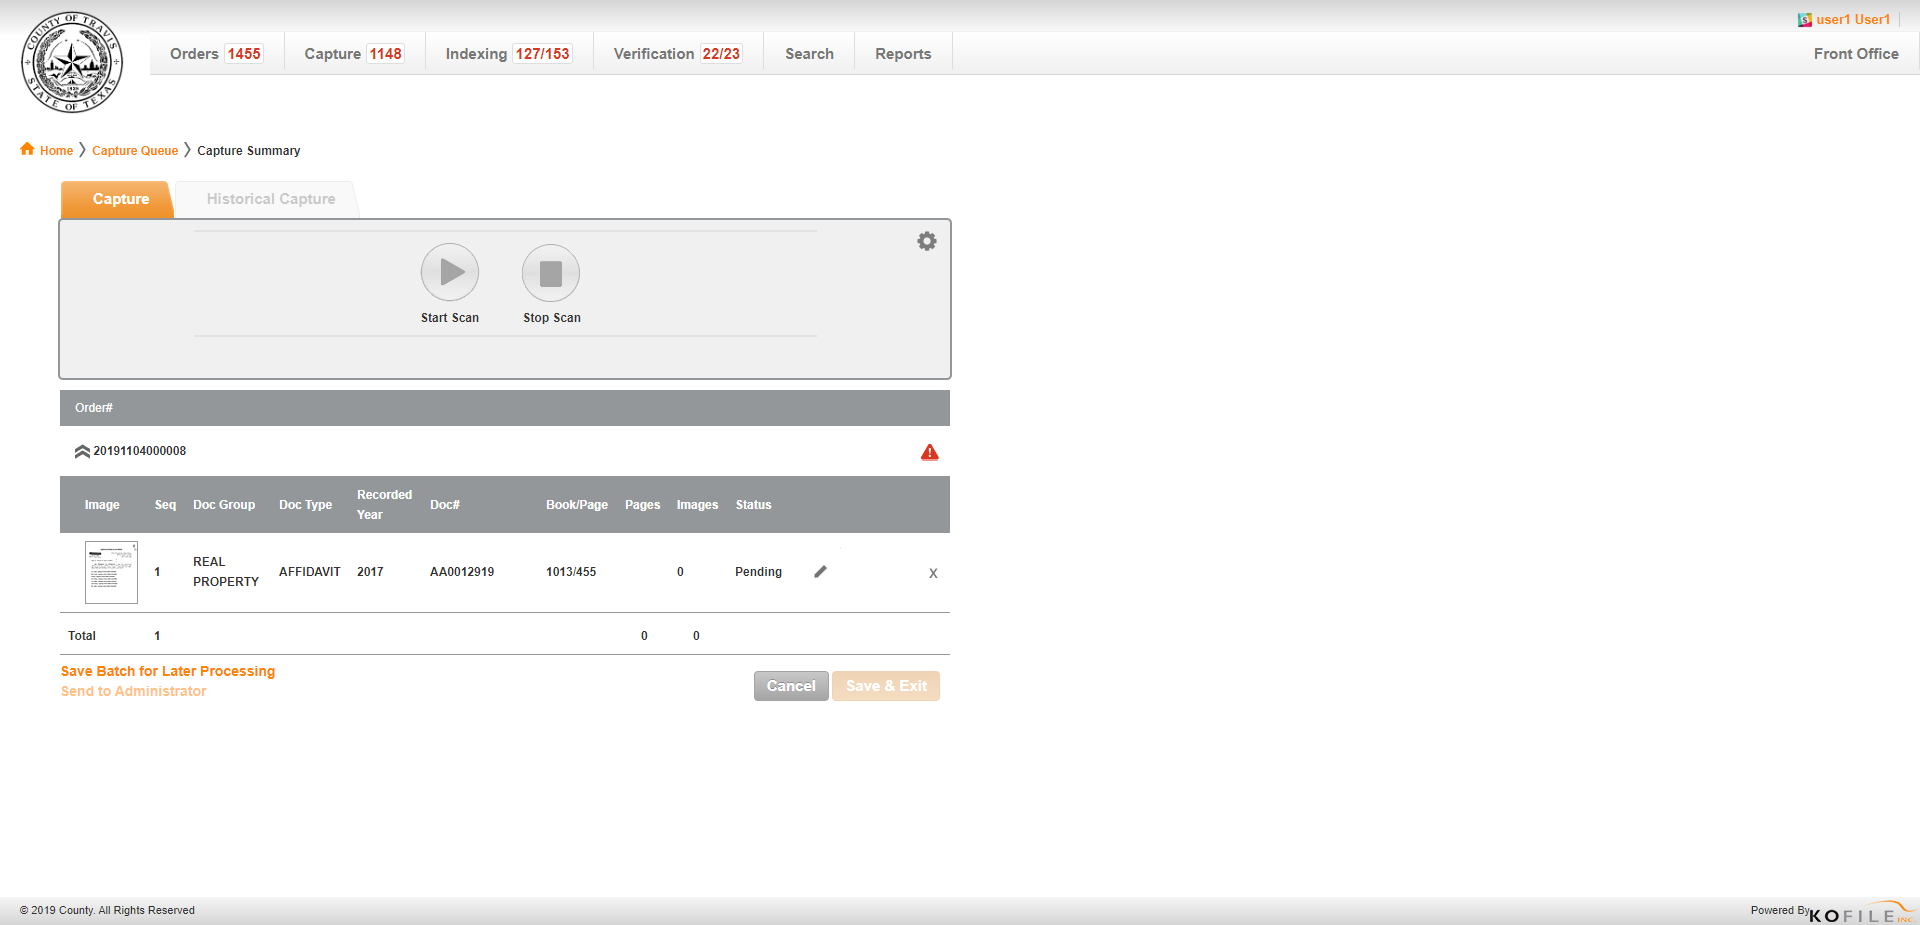 COUNTY OF TRAVIS
STATE OF TEXAS
user1 User1
Orders 1455 Capture 1148 Indexing 127/153 Verification 22/23 Search Reports Front Office
Home Capture Queue Capture Summary
Capture Historical Capture
Start Scan Stop Scan
Order#
20191104000008
Image Seq Doc Group Doc Type Recorded Year Doc# Book/Page Pages Images Status
1 REAL PROPERTY AFFIDAVIT 2017 AA0012919 1013/455 0 Pending X
Total 1 0 0
Save Batch for Later Processing
Send to Administrator
Cancel Save & Exit
© 2019 County. All Rights Reserved
Powered By KOFILE INC.